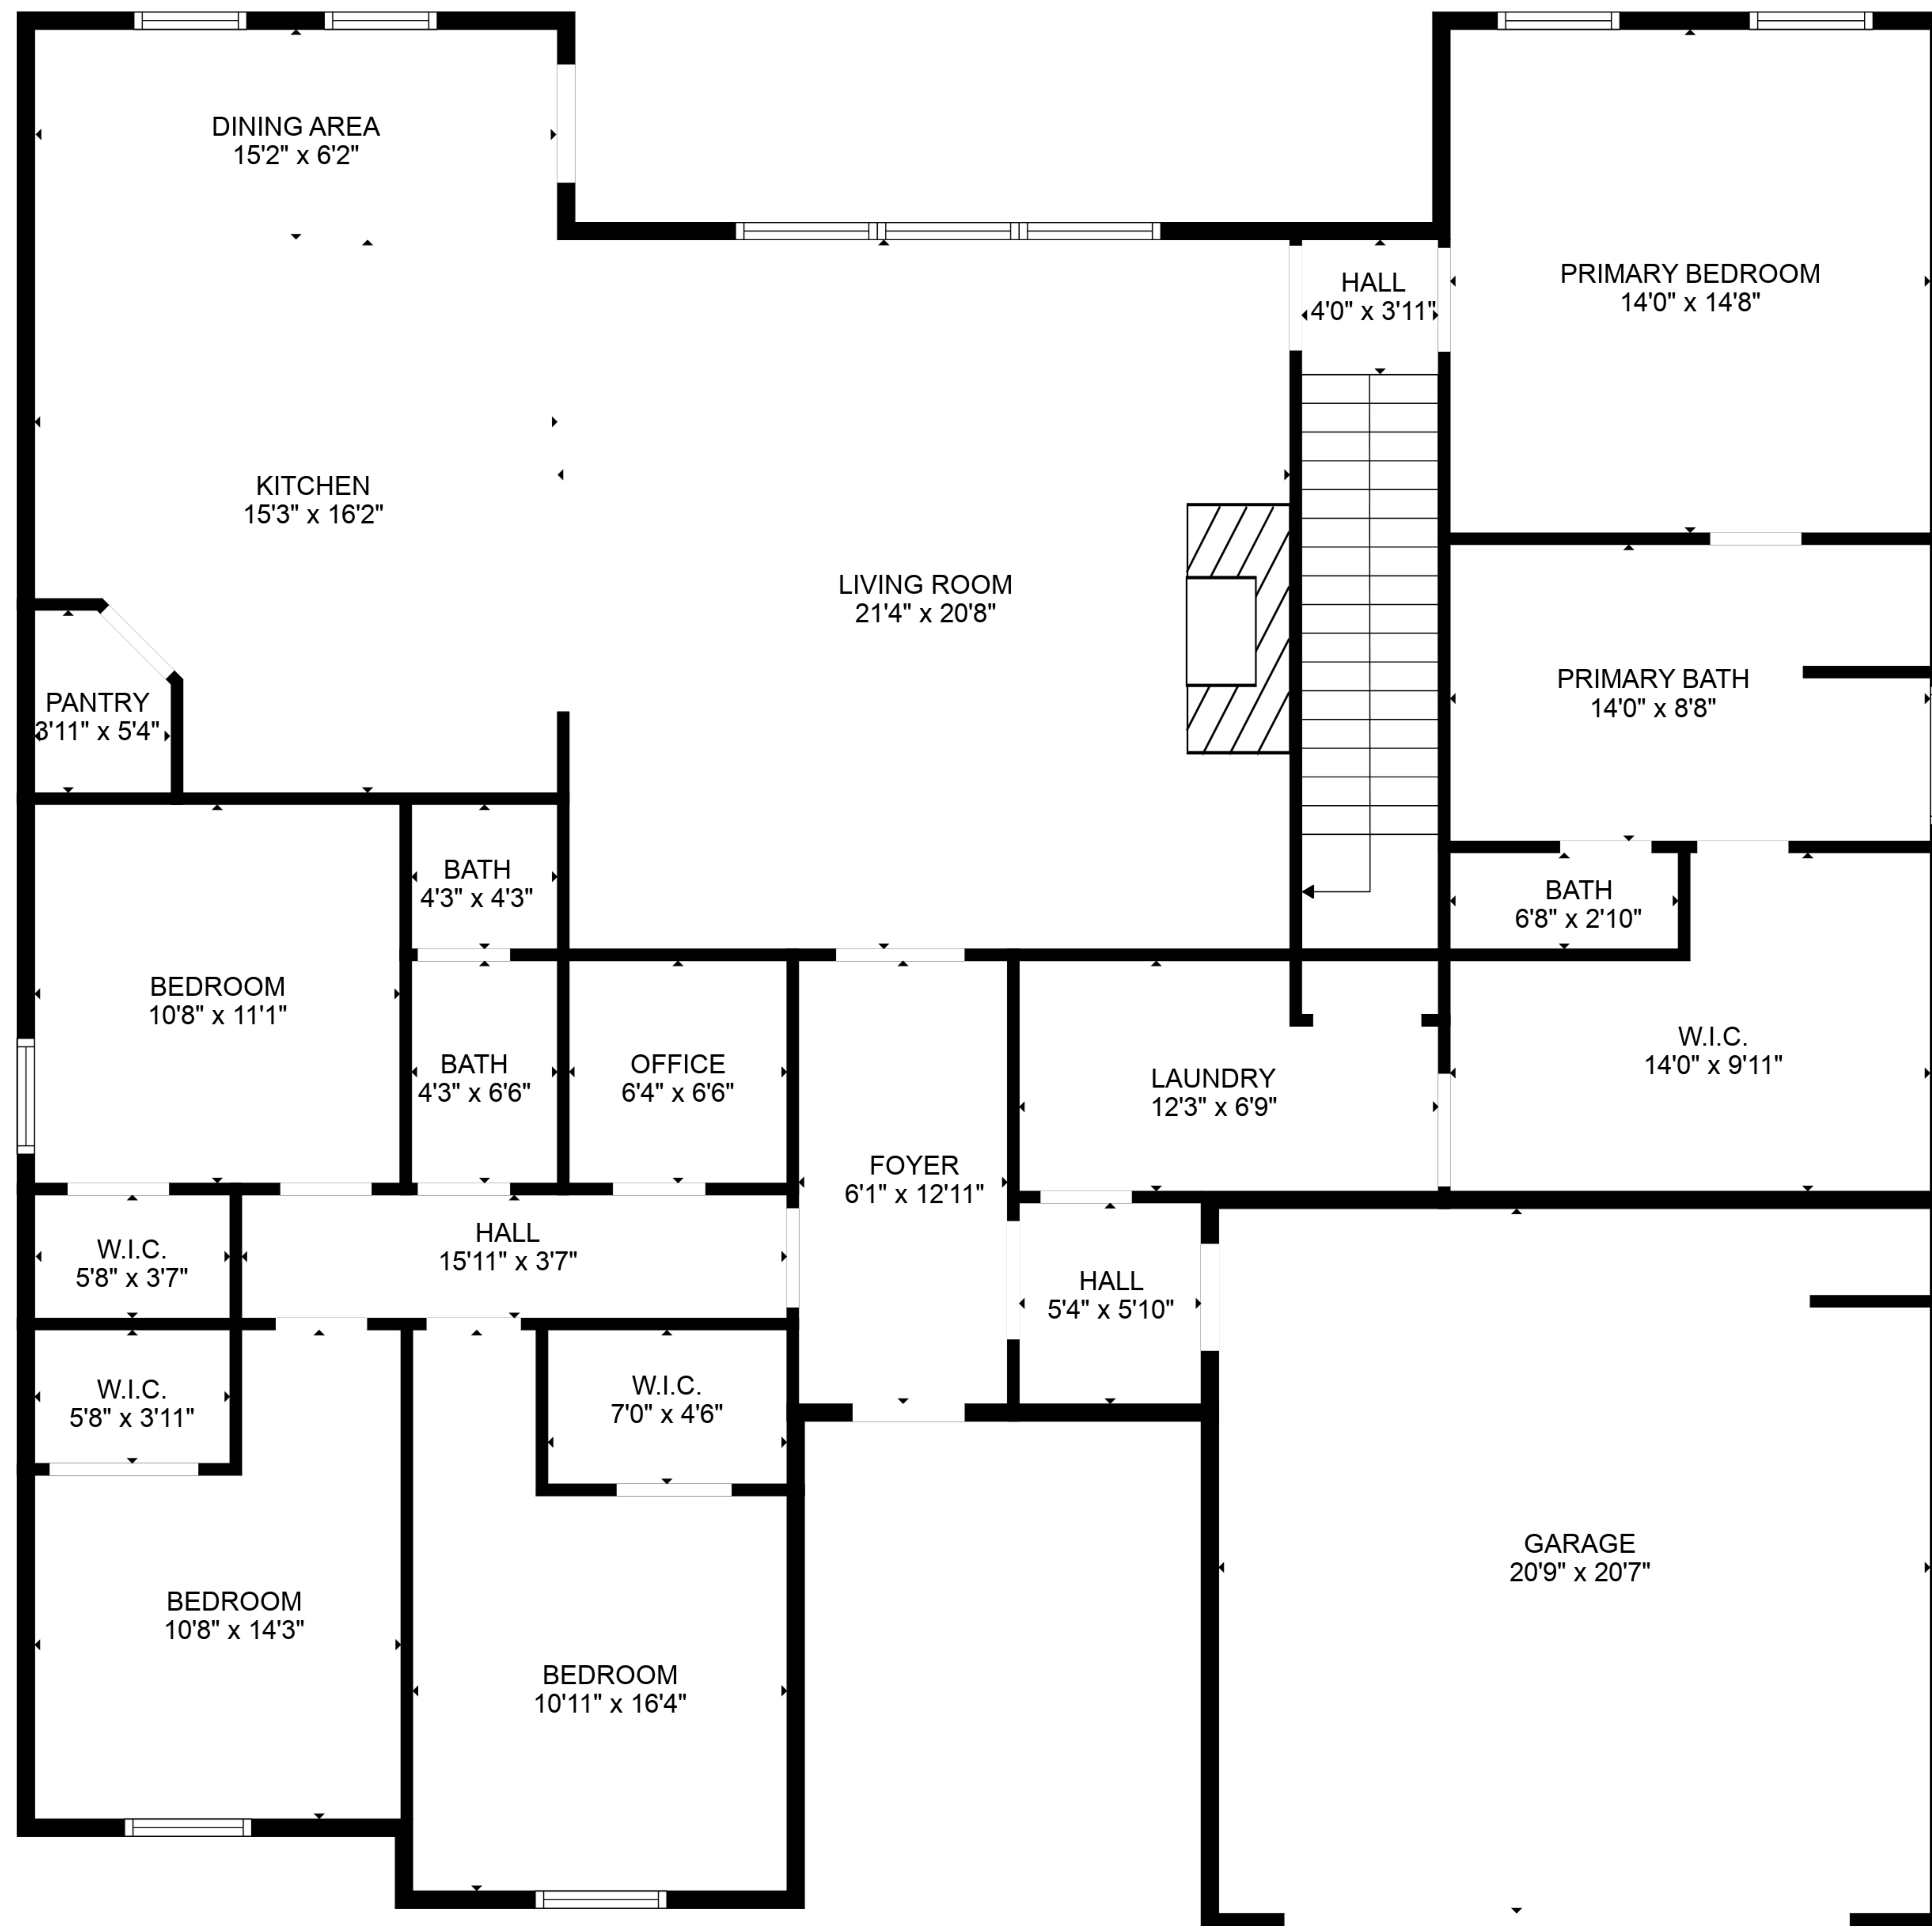 DINING AREA
15'2" x 6'2"
HALL
4'0" x 3'11"
PRIMARY BEDROOM
14'0" x 14'8"
KITCHEN
15'3" x 16'2"
LIVING ROOM
21'4" x 20'8"
PRIMARY BATH
14'0" x 8'8"
PANTRY
3'11" x 5'4"
BATH
4'3" x 4'3"
BATH
6'8" x 2'10"
BEDROOM
10'8" x 11'1"
BATH
4'3" x 6'6"
OFFICE
6'4" x 6'6"
LAUNDRY
12'3" x 6'9"
W.I.C.
14'0" x 9'11"
FOYER
6'1" x 12'11"
W.I.C.
5'8" x 3'7"
HALL
15'11" x 3'7"
HALL
5'4" x 5'10"
W.I.C.
5'8" x 3'11"
W.I.C.
7'0" x 4'6"
GARAGE
20'9" x 20'7"
BEDROOM
10'8" x 14'3"
BEDROOM
10'11" x 16'4"